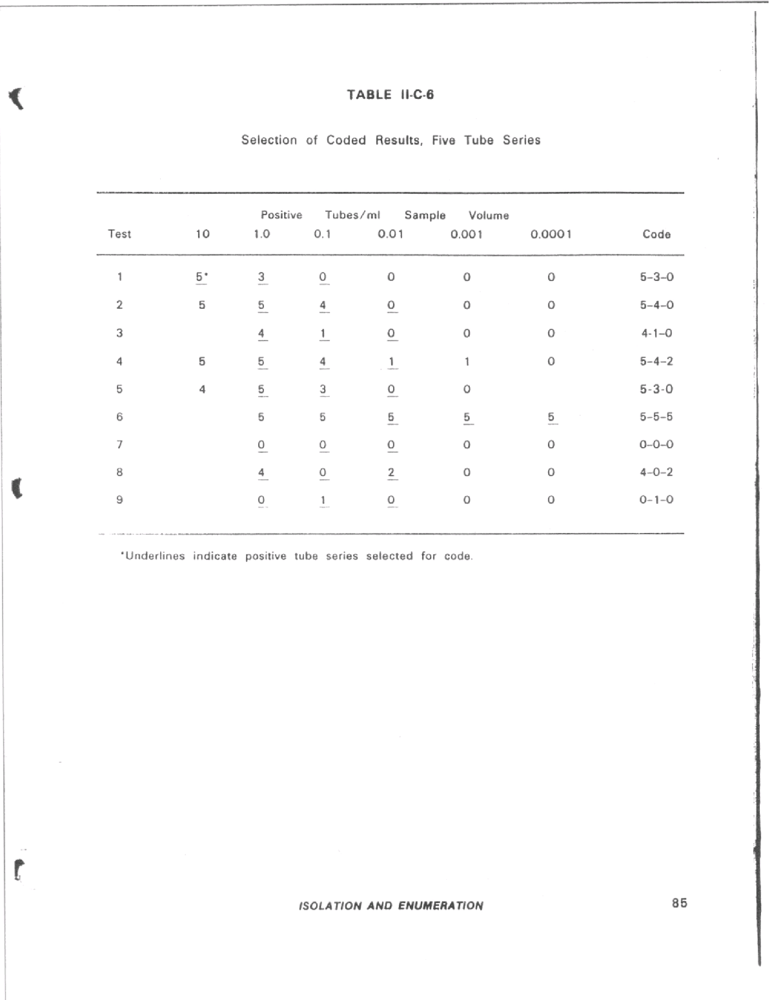 TABLE II-C-6
Selection of Coded Results, Five Tube Series
Positive Tubes/ml Sample Volume
Test 10 1.0 0.1 0.01 0.001 0.0001 Code
1 5* 3 0 0 0 0 5-3-0
2 5 5 4 0 0 0 5-4-0
3 4 1 0 0 0 4-1-0
4 5 5 4 1 1 0 5-4-2
5 4 5 3 0 0 5-3-0
6 5 5 5 5 5 5-5-5
7 0 0 0 0 0 0-0-0
8 4 0 2 0 0 4-0-2
9 0 1 0 0 0 0-1-0
*Underlines indicate positive tube series selected for code.
ISOLATION AND ENUMERATION 85